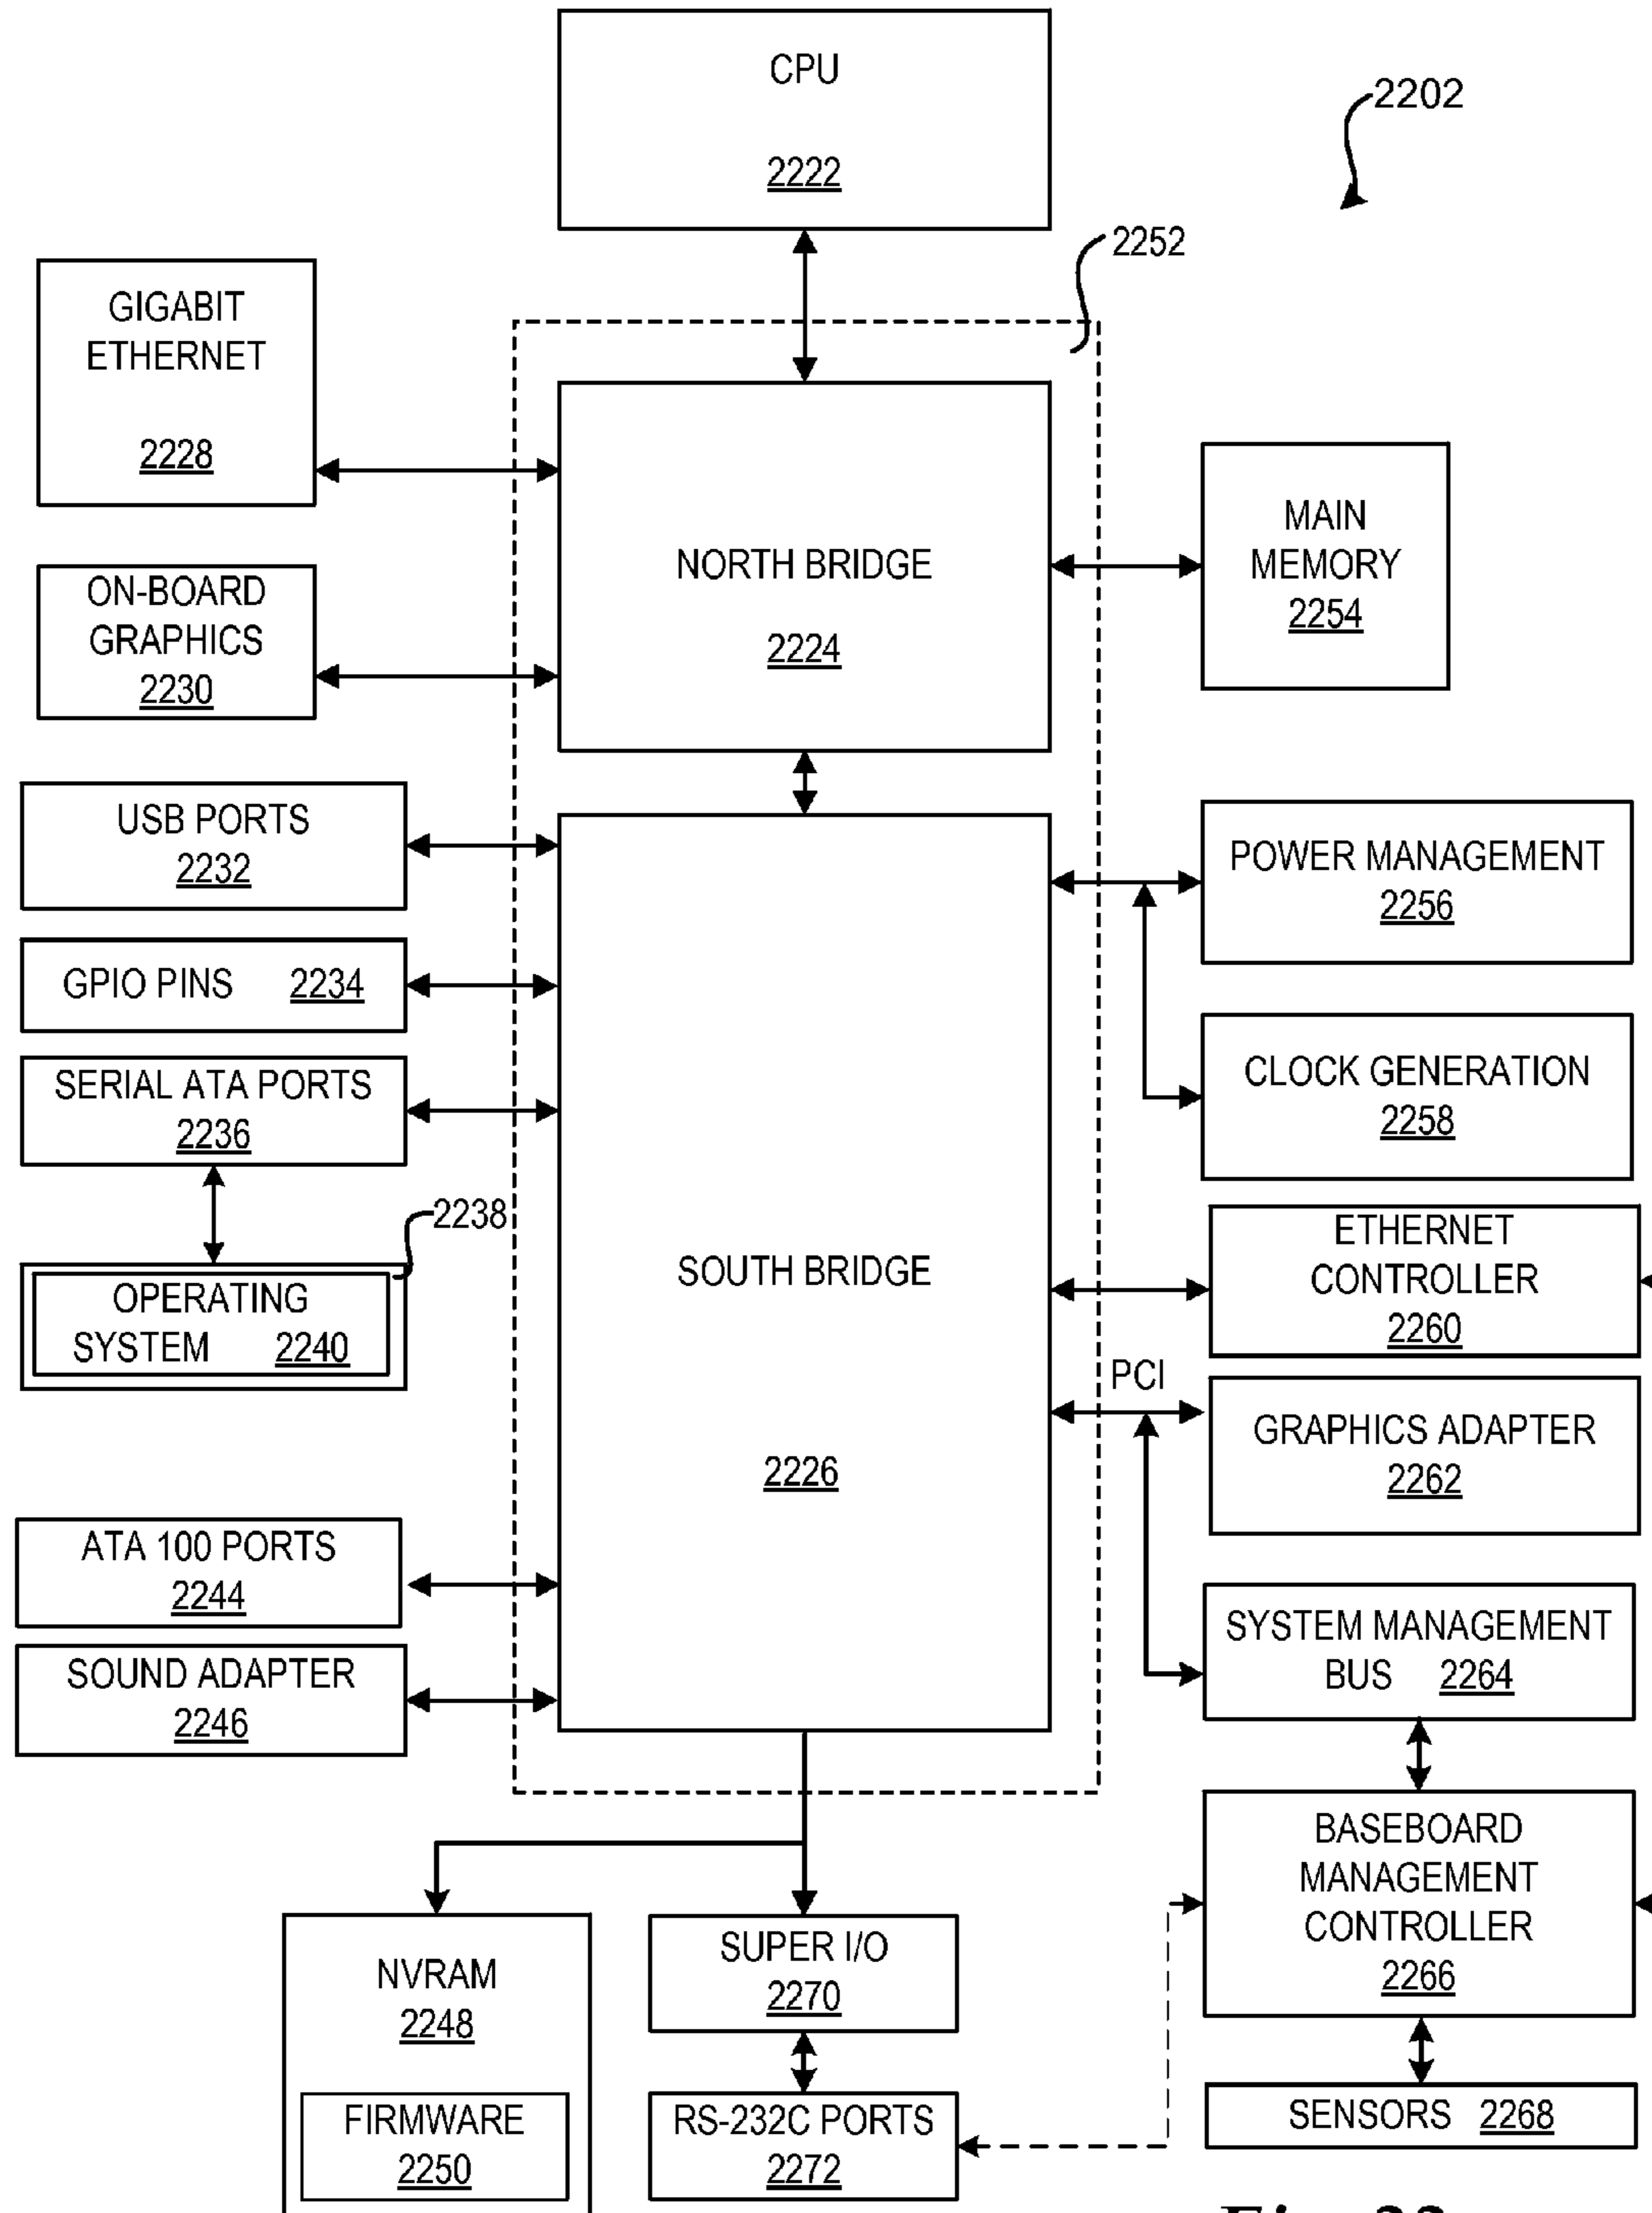 CPU
2222
2202
2252
GIGABIT
ETHERNET
2228
NORTH BRIDGE
2224
MAIN
MEMORY
2254
ON-BOARD
GRAPHICS
2230
USB PORTS
2232
POWER MANAGEMENT
2256
GPIO PINS 2234
SERIAL ATA PORTS
2236
CLOCK GENERATION
2258
2238
OPERATING
SYSTEM 2240
SOUTH BRIDGE
2226
ETHERNET
CONTROLLER
2260
PCI
GRAPHICS ADAPTER
2262
ATA 100 PORTS
2244
SOUND ADAPTER
2246
SYSTEM MANAGEMENT
BUS 2264
BASEBOARD
MANAGEMENT
CONTROLLER
2266
NVRAM
2248
SUPER I/O
2270
FIRMWARE
2250
RS-232C PORTS
2272
SENSORS 2268